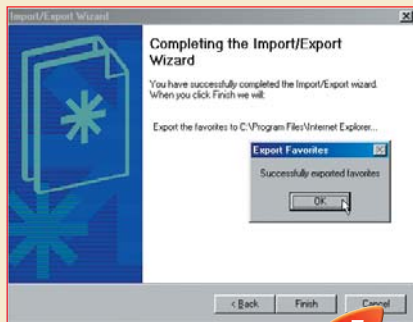 Import/Export Wizard
Completing the Import/Export
Wizard
You have successfully completed the Import/Export wizard.
When you click Finish we will:
Export the favorites to C:\Program Files\Internet Explorer...
Export Favorites
Successfully exported favorites
OK
< Back
Finish
Cancel